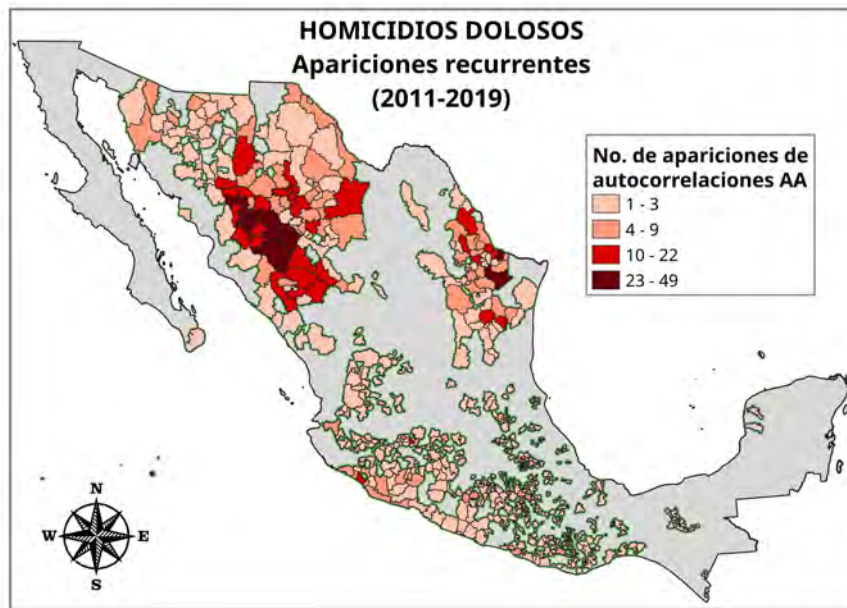 HOMICIDIOS DOLOSOS
Apariciones recurrentes
(2011-2019)
No. de apariciones de
autocorrelaciones AA
1 - 3
4 - 9
10 - 22
23 - 49
N
W E
S